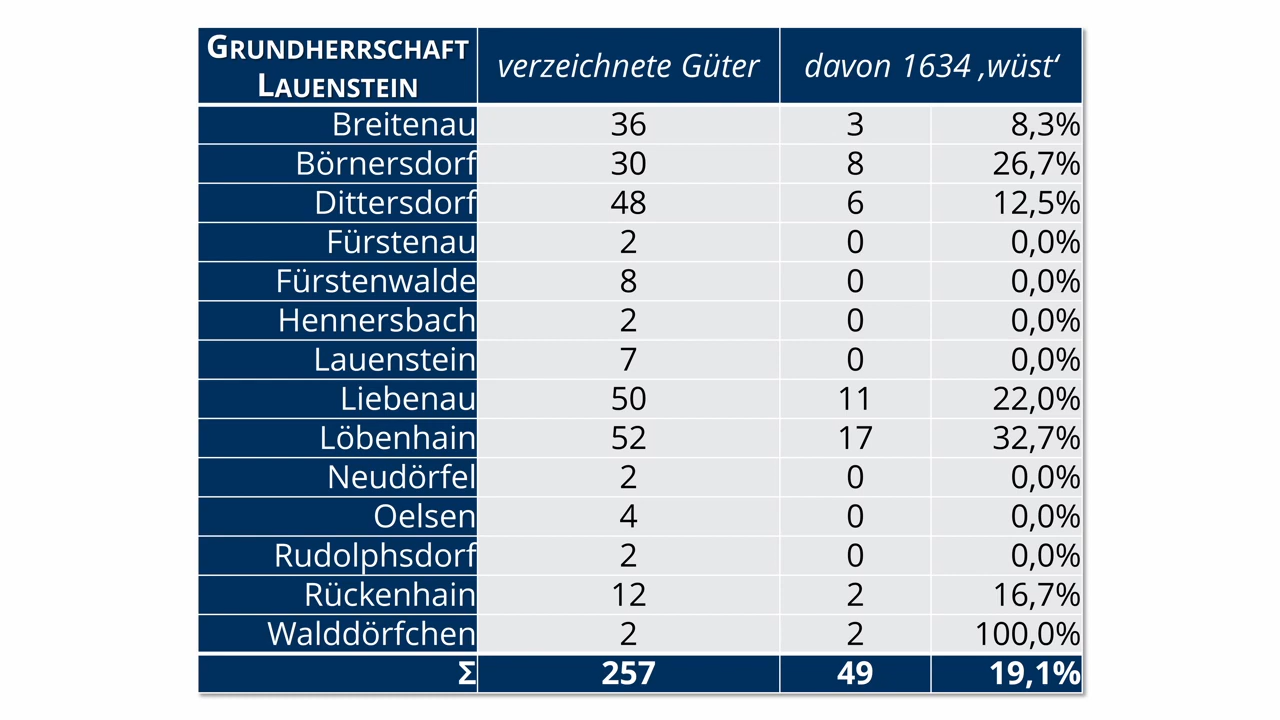 GRUNDHERRSCHAFT LAUENSTEIN verzeichnete Güter davon 1634 ‚wüst‘
Breitenau 36 3 8,3%
Börnersdorf 30 8 26,7%
Dittersdorf 48 6 12,5%
Fürstenau 2 0 0,0%
Fürstenwalde 8 0 0,0%
Hennersbach 2 0 0,0%
Lauenstein 7 0 0,0%
Liebenau 50 11 22,0%
Löbenhain 52 17 32,7%
Neudörfel 2 0 0,0%
Oelsen 4 0 0,0%
Rudolphsdorf 2 0 0,0%
Rückenhain 12 2 16,7%
Walddörfchen 2 2 100,0%
Σ 257 49 19,1%